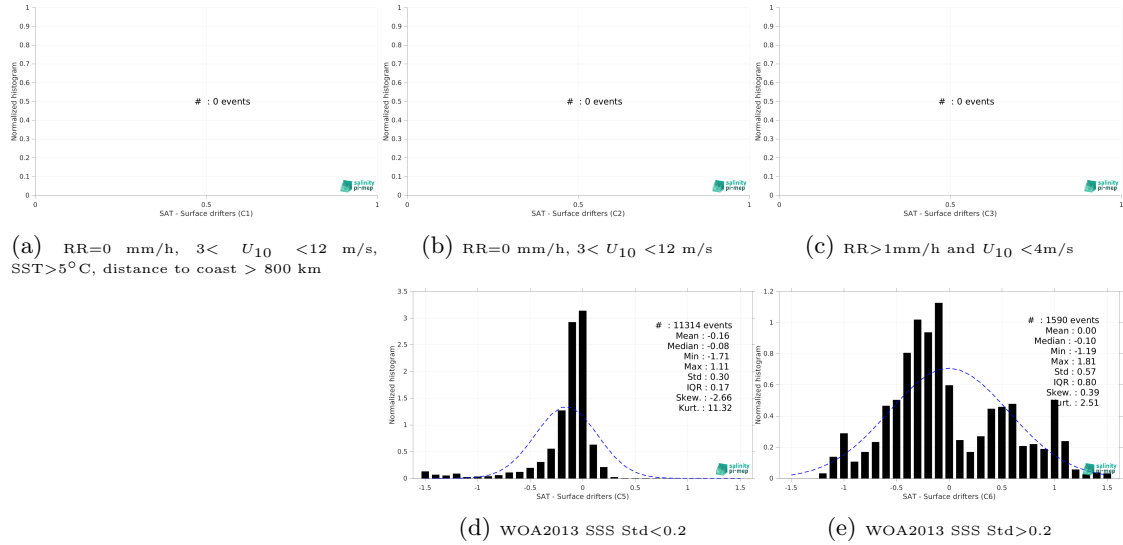 1
0.9
0.8
0.7
0.6
0.5
0.4
0.3
0.2
0.1
0
Normalized histogram
# : 0 events
salinity
pi-mep
0 0.5 1
SAT - Surface drifters (C1)
1
0.9
0.8
0.7
0.6
0.5
0.4
0.3
0.2
0.1
0
Normalized histogram
# : 0 events
salinity
pi-mep
0 0.5 1
SAT - Surface drifters (C2)
1
0.9
0.8
0.7
0.6
0.5
0.4
0.3
0.2
0.1
0
Normalized histogram
# : 0 events
salinity
pi-mep
0 0.5 1
SAT - Surface drifters (C3)
(a) RR=0 mm/h, 3< U10 <12 m/s,
SST>5°C, distance to coast > 800 km
(b) RR=0 mm/h, 3< U10 <12 m/s
(c) RR>1mm/h and U10 <4m/s
3.5
3
2.5
2
1.5
1
0.5
0
Normalized histogram
# : 11314 events
Mean : -0.16
Median : -0.08
Min : -1.71
Max : 1.11
Std : 0.30
IQR : 0.17
Skew. : -2.66
Kurt. : 11.32
salinity
pi-mep
-1.5 -1 -0.5 0 0.5 1 1.5
SAT - Surface drifters (C5)
1.2
1
0.8
0.6
0.4
0.2
0
Normalized histogram
# : 1590 events
Mean : 0.00
Median : -0.10
Min : -1.19
Max : 1.81
Std : 0.57
IQR : 0.80
Skew. : 0.39
Kurt. : 2.51
salinity
pi-mep
-1.5 -1 -0.5 0 0.5 1 1.5
SAT - Surface drifters (C6)
(d) WOA2013 SSS Std<0.2
(e) WOA2013 SSS Std>0.2